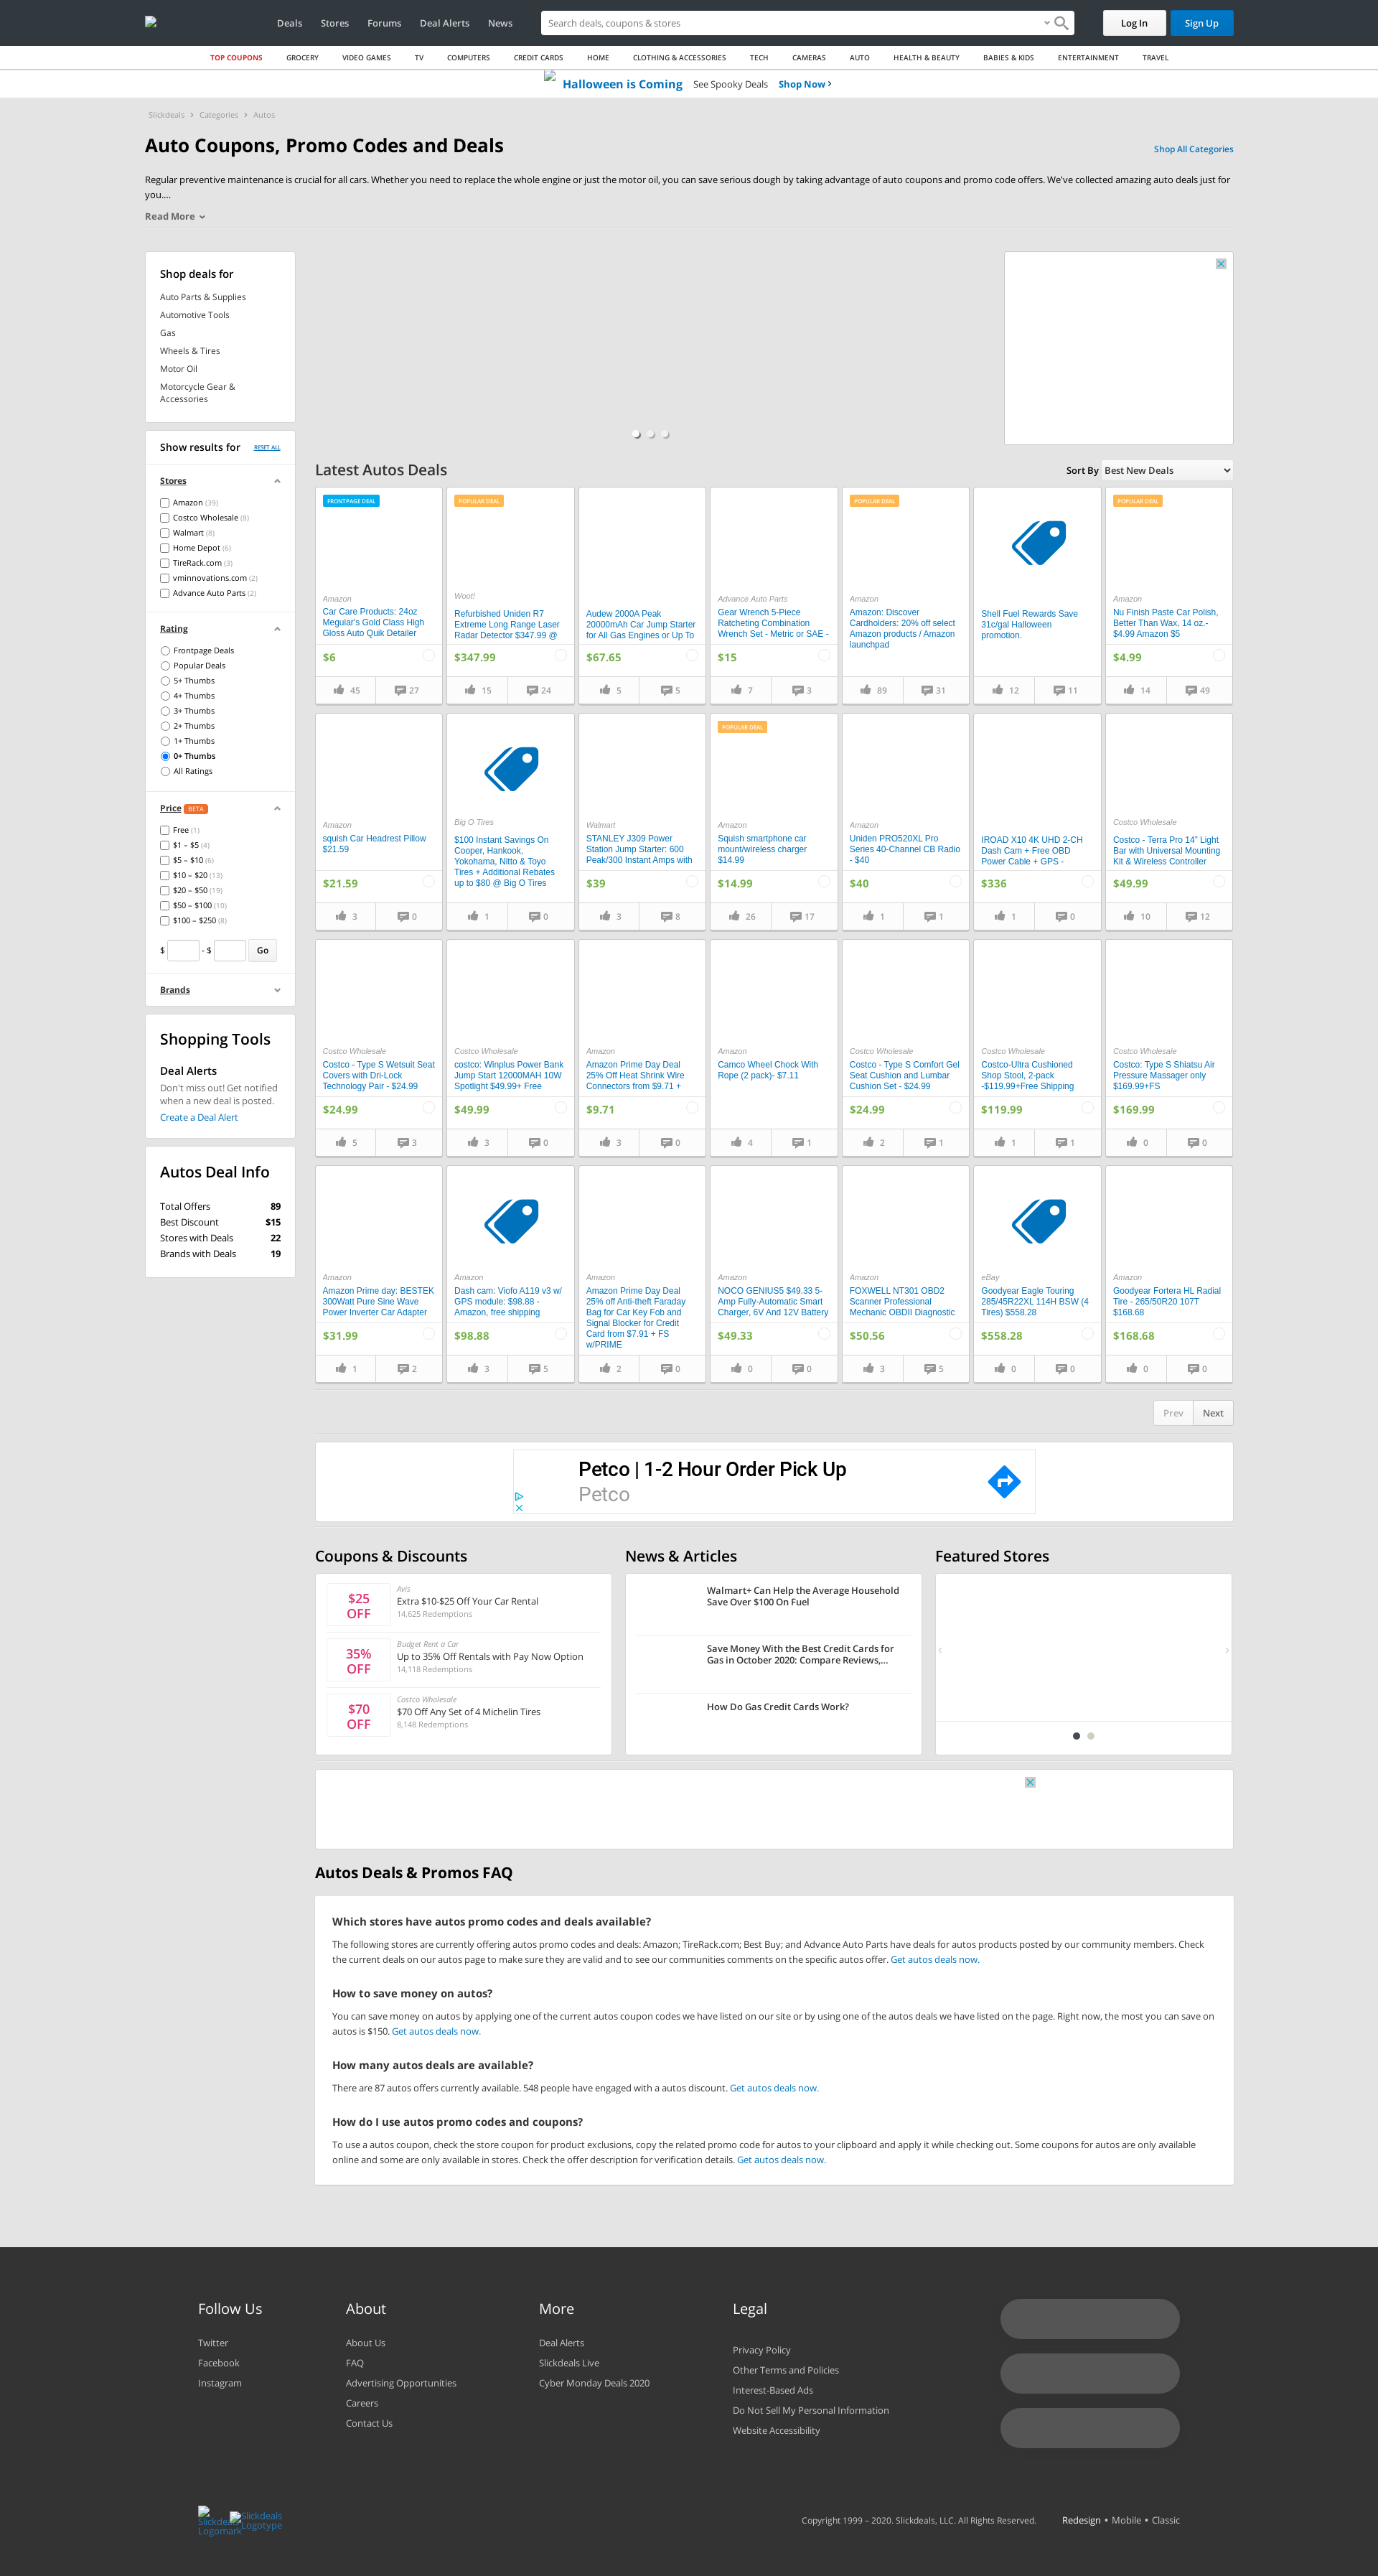 Deals
Stores
Forums
Deal Alerts
News
Search deals, coupons & stores
Log In
Sign Up
TOP COUPONS
GROCERY
VIDEO GAMES
TV
COMPUTERS
CREDIT CARDS
HOME
CLOTHING & ACCESSORIES
TECH
CAMERAS
AUTO
HEALTH & BEAUTY
BABIES & KIDS
ENTERTAINMENT
TRAVEL
Halloween is Coming See Spooky Deals Shop Now
Slickdeals > Categories > Autos
Auto Coupons, Promo Codes and Deals
Shop All Categories
Regular preventive maintenance is crucial for all cars. Whether you need to replace the whole engine or just the motor oil, you can save serious dough by taking advantage of auto coupons and promo code offers. We've collected amazing auto deals just for
you....
Read More
Shop deals for
Auto Parts & Supplies
Automotive Tools
Gas
Wheels & Tires
Motor Oil
Motorcycle Gear &
Accessories
Show results for
RESET ALL
Stores
Amazon (39)
Costco Wholesale (8)
Walmart (8)
Home Depot (6)
TireRack.com (3)
vminnovations.com (2)
Advance Auto Parts (2)
Rating
Frontpage Deals
Popular Deals
5+ Thumbs
4+ Thumbs
3+ Thumbs
2+ Thumbs
1+ Thumbs
0+ Thumbs
All Ratings
Price BETA
Free (1)
$1 – $5 (4)
$5 – $10 (6)
$10 – $20 (13)
$20 – $50 (19)
$50 – $100 (10)
$100 – $250 (8)
$ - $ Go
Brands
Shopping Tools
Deal Alerts
Don't miss out! Get notified
when a new deal is posted.
Create a Deal Alert
Autos Deal Info
Total Offers 89
Best Discount $15
Stores with Deals 22
Brands with Deals 19
Latest Autos Deals
Sort By Best New Deals
FRONTPAGE DEAL
Amazon
Car Care Products: 24oz
Meguiar's Gold Class High
Gloss Auto Quik Detailer
$6
45 27
POPULAR DEAL
Woot!
Refurbished Uniden R7
Extreme Long Range Laser
Radar Detector $347.99 @
$347.99
15 24
Audew 2000A Peak
20000mAh Car Jump Starter
for All Gas Engines or Up To
$67.65
5 5
Advance Auto Parts
Gear Wrench 5-Piece
Ratcheting Combination
Wrench Set - Metric or SAE -
$15
7 3
POPULAR DEAL
Amazon
Amazon: Discover
Cardholders: 20% off select
Amazon products / Amazon
launchpad
89 31
Shell Fuel Rewards Save
31c/gal Halloween
promotion.
12 11
POPULAR DEAL
Amazon
Nu Finish Paste Car Polish,
Better Than Wax, 14 oz.-
$4.99 Amazon $5
$4.99
14 49
Amazon
squish Car Headrest Pillow
$21.59
$21.59
3 0
Big O Tires
$100 Instant Savings On
Cooper, Hankook,
Yokohama, Nitto & Toyo
Tires + Additional Rebates
up to $80 @ Big O Tires
1 0
Walmart
STANLEY J309 Power
Station Jump Starter: 600
Peak/300 Instant Amps with
$39
3 8
POPULAR DEAL
Amazon
Squish smartphone car
mount/wireless charger
$14.99
$14.99
26 17
Amazon
Uniden PRO520XL Pro
Series 40-Channel CB Radio
- $40
$40
1 1
IROAD X10 4K UHD 2-CH
Dash Cam + Free OBD
Power Cable + GPS -
$336
1 0
Costco Wholesale
Costco - Terra Pro 14" Light
Bar with Universal Mounting
Kit & Wireless Controller
$49.99
10 12
Costco Wholesale
Costco - Type S Wetsuit Seat
Covers with Dri-Lock
Technology Pair - $24.99
$24.99
5 3
Costco Wholesale
costco: Winplus Power Bank
Jump Start 12000MAH 10W
Spotlight $49.99+ Free
$49.99
3 0
Amazon
Amazon Prime Day Deal
25% Off Heat Shrink Wire
Connectors from $9.71 +
$9.71
3 0
Amazon
Camco Wheel Chock With
Rope (2 pack)- $7.11
4 1
Costco Wholesale
Costco - Type S Comfort Gel
Seat Cushion and Lumbar
Cushion Set - $24.99
$24.99
2 1
Costco Wholesale
Costco-Ultra Cushioned
Shop Stool, 2-pack
-$119.99+Free Shipping
$119.99
1 1
Costco Wholesale
Costco: Type S Shiatsu Air
Pressure Massager only
$169.99+FS
$169.99
0 0
Amazon
Amazon Prime day: BESTEK
300Watt Pure Sine Wave
Power Inverter Car Adapter
$31.99
1 2
Amazon
Dash cam: Viofo A119 v3 w/
GPS module: $98.88 -
Amazon, free shipping
$98.88
3 5
Amazon
Amazon Prime Day Deal
25% off Anti-theft Faraday
Bag for Car Key Fob and
Signal Blocker for Credit
Card from $7.91 + FS
w/PRIME
2 0
Amazon
NOCO GENIUS5 $49.33 5-
Amp Fully-Automatic Smart
Charger, 6V And 12V Battery
$49.33
0 0
Amazon
FOXWELL NT301 OBD2
Scanner Professional
Mechanic OBDII Diagnostic
$50.56
3 5
eBay
Goodyear Eagle Touring
285/45R22XL 114H BSW (4
Tires) $558.28
$558.28
0 0
Amazon
Goodyear Fortera HL Radial
Tire - 265/50R20 107T
$168.68
$168.68
0 0
Prev Next
Petco | 1-2 Hour Order Pick Up
Petco
Coupons & Discounts
$25
OFF
Avis
Extra $10-$25 Off Your Car Rental
14,625 Redemptions
35%
OFF
Budget Rent a Car
Up to 35% Off Rentals with Pay Now Option
14,118 Redemptions
$70
OFF
Costco Wholesale
$70 Off Any Set of 4 Michelin Tires
8,148 Redemptions
News & Articles
Walmart+ Can Help the Average Household
Save Over $100 On Fuel
Save Money With the Best Credit Cards for
Gas in October 2020: Compare Reviews,...
How Do Gas Credit Cards Work?
Featured Stores
Autos Deals & Promos FAQ
Which stores have autos promo codes and deals available?
The following stores are currently offering autos promo codes and deals: Amazon; TireRack.com; Best Buy; and Advance Auto Parts have deals for autos products posted by our community members. Check
the current deals on our autos page to make sure they are valid and to see our communities comments on the specific autos offer. Get autos deals now.
How to save money on autos?
You can save money on autos by applying one of the current autos coupon codes we have listed on our site or by using one of the autos deals we have listed on the page. Right now, the most you can save on
autos is $150. Get autos deals now.
How many autos deals are available?
There are 87 autos offers currently available. 548 people have engaged with a autos discount. Get autos deals now.
How do I use autos promo codes and coupons?
To use a autos coupon, check the store coupon for product exclusions, copy the related promo code for autos to your clipboard and apply it while checking out. Some coupons for autos are only available
online and some are only available in stores. Check the offer description for verification details. Get autos deals now.
Follow Us
Twitter
Facebook
Instagram
About
About Us
FAQ
Advertising Opportunities
Careers
Contact Us
More
Deal Alerts
Slickdeals Live
Cyber Monday Deals 2020
Legal
Privacy Policy
Other Terms and Policies
Interest-Based Ads
Do Not Sell My Personal Information
Website Accessibility
Slickdeals
Logomark
Slickdeals
Logotype
Copyright 1999 – 2020. Slickdeals, LLC. All Rights Reserved.
Redesign • Mobile • Classic